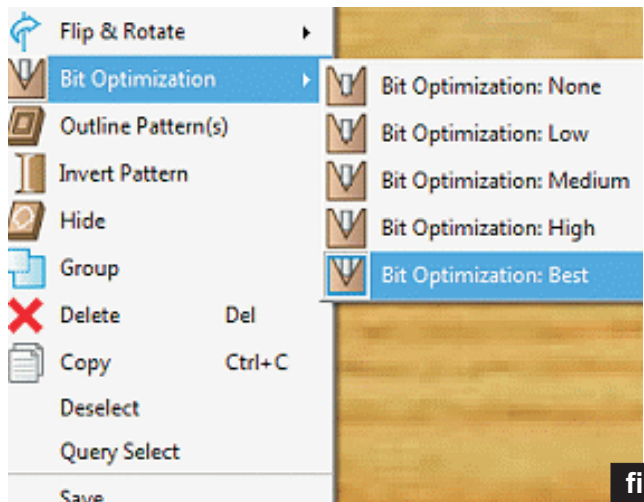 Flip & Rotate
Bit Optimization
Outline Pattern(s)
Invert Pattern
Hide
Group
Delete Del
Copy Ctrl+C
Deselect
Query Select
Save
Bit Optimization: None
Bit Optimization: Low
Bit Optimization: Medium
Bit Optimization: High
Bit Optimization: Best